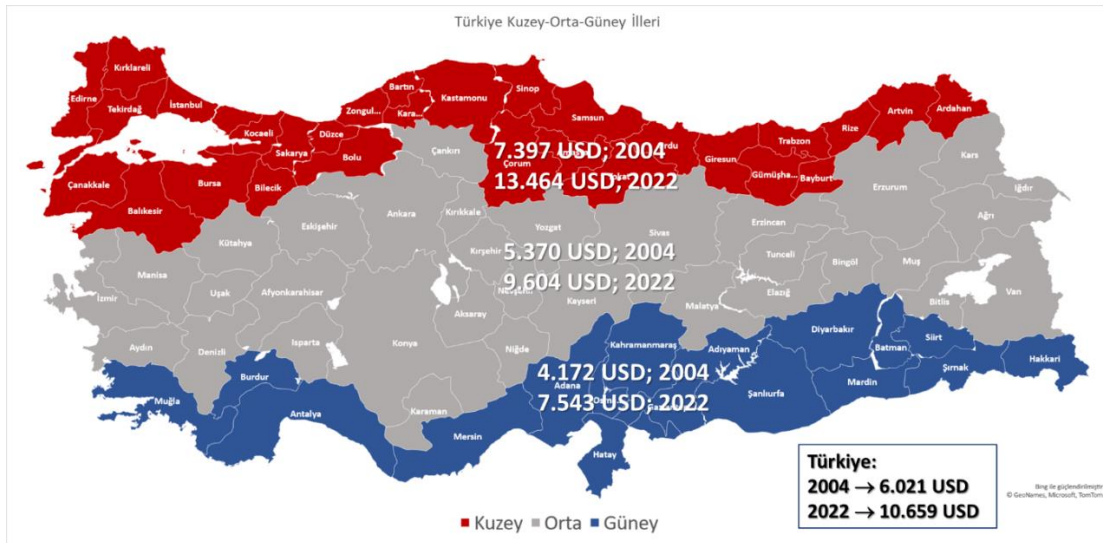 Türkiye Kuzey-Orta-Güney İlleri
Kırklareli
Edirne
Tekirdağ
İstanbul
Kocaeli
Sakarya
Düzce
Bolu
Zongul...
Bartın
Kara...
Kastamonu
Sinop
Samsun
Çorum
Giresun
Trabzon
Gümüşha...
Bayburt
Rize
Artvin
Ardahan
Çanakkale
Balıkesir
Bursa
Bilecik
7.397 USD; 2004
13.464 USD; 2022
Çankırı
Kars
Iğdır
Ağrı
Erzurum
Erzincan
Ankara
Kırıkkale
Eskişehir
Kütahya
Yozgat
Sivas
Kırşehir
Tunceli
Bingöl
Muş
Manisa
İzmir
Uşak
Afyonkarahisar
5.370 USD; 2004
9.604 USD; 2022
Kayseri
Malatya
Elazığ
Bitlis
Van
Aksaray
Konya
Niğde
Isparta
Aydın
Denizli
Karaman
Burdur
Muğla
Antalya
Mersin
Adana
Kahramanmaraş
Adıyaman
Diyarbakır
Batman
Siirt
Şırnak
Hakkari
Mardin
Şanlıurfa
4.172 USD; 2004
7.543 USD; 2022
Hatay
Türkiye:
2004 → 6.021 USD
2022 → 10.659 USD
Bing ile güçlendirilmiştir
© GeoNames, Microsoft, TomTom
Kuzey Orta Güney